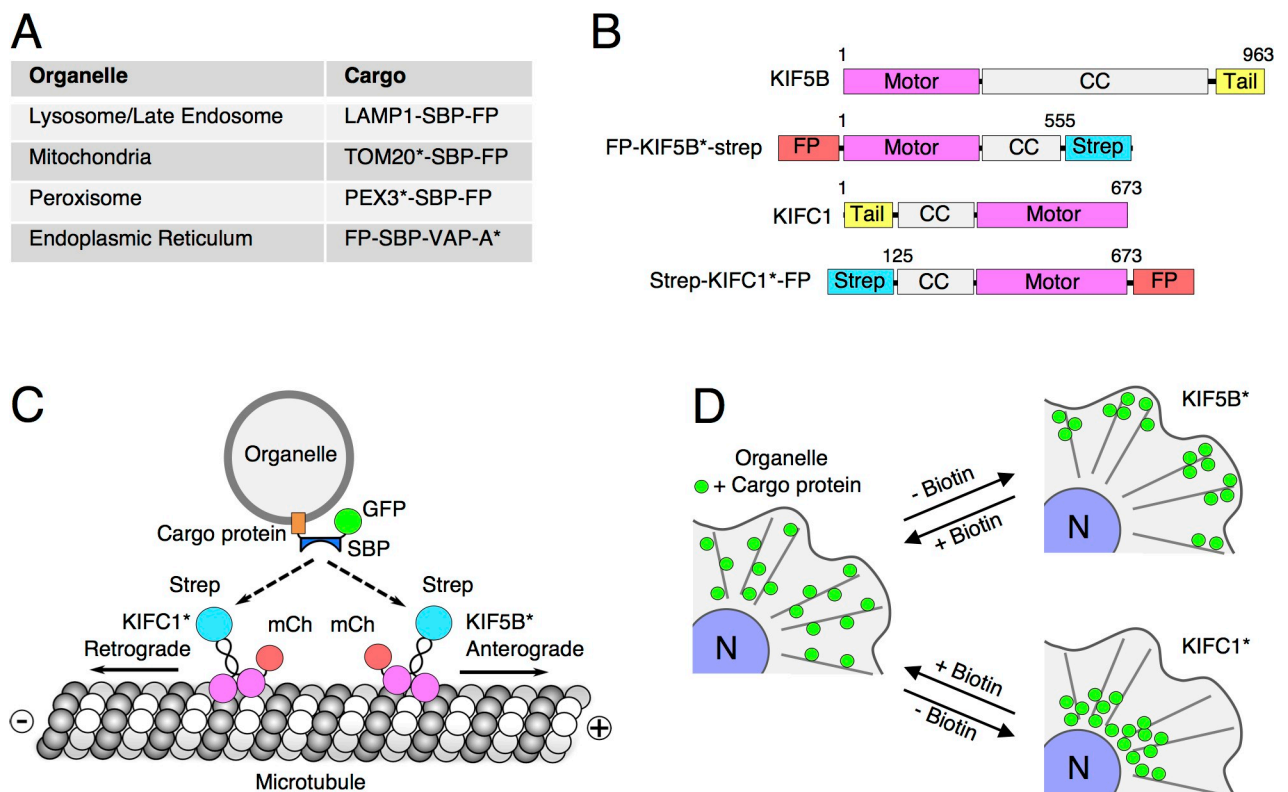 A
Organelle Cargo
Lysosome/Late Endosome LAMP1-SBP-FP
Mitochondria TOM20*-SBP-FP
Peroxisome PEX3*-SBP-FP
Endoplasmic Reticulum FP-SBP-VAP-A*
B
1 963
KIF5B Motor CC Tail
1 555
FP-KIF5B*-strep FP Motor CC Strep
1 673
KIFC1 Tail CC Motor
125 673
Strep-KIFC1*-FP Strep CC Motor FP
C
Organelle
GFP
Cargo protein
SBP
Strep Strep
KIFC1* mCh mCh KIF5B*
Retrograde Anterograde
- +
Microtubule
D
Organelle
+ Cargo protein
N
- Biotin
+ Biotin
KIF5B*
N
+ Biotin
- Biotin
KIFC1*
N